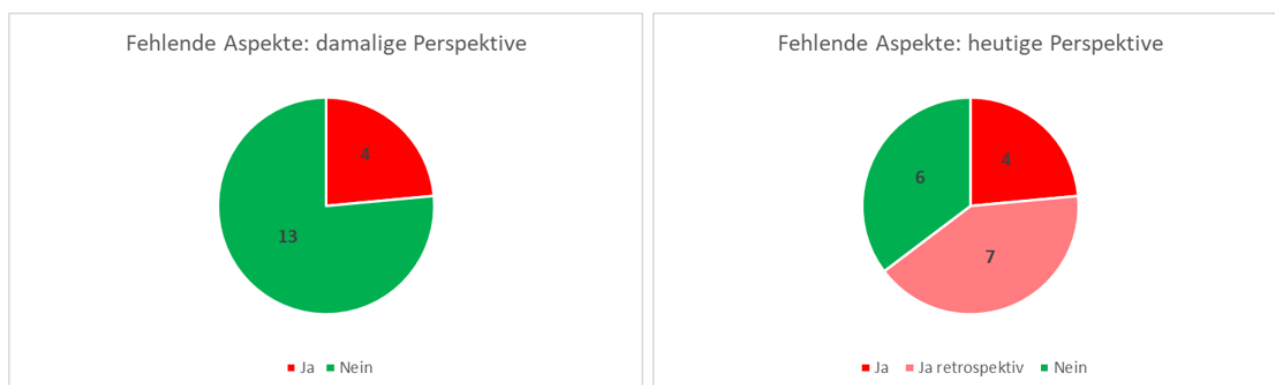 Fehlende Aspekte: damalige Perspektive
4
13
Ja Nein
Fehlende Aspekte: heutige Perspektive
4
6
7
Ja Ja retrospektiv Nein